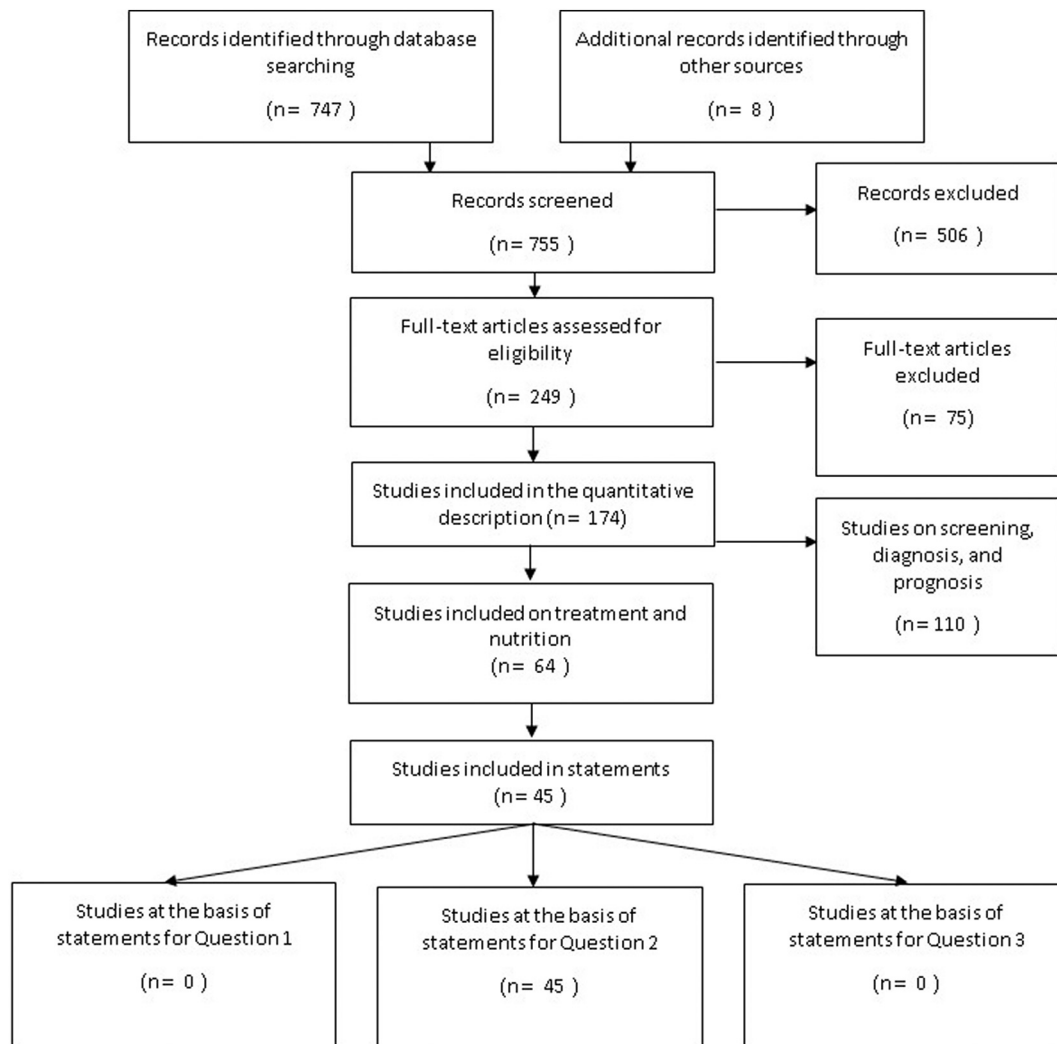 Records identified through database
searching
(n= 747 )
Additional records identified through
other sources
(n= 8 )
Records screened
(n= 755 )
Records excluded
(n= 506 )
Full-text articles assessed for
eligibility
(n= 249 )
Full-text articles
excluded
(n= 75)
Studies included in the quantitative
description (n= 174)
Studies on screening,
diagnosis, and
prognosis
(n= 110 )
Studies included on treatment and
nutrition
(n= 64 )
Studies included in statements
(n= 45 )
Studies at the basis of
statements for Question 1
(n= 0 )
Studies at the basis of
statements for Question 2
(n= 45 )
Studies at the basis of
statements for Question 3
(n= 0 )